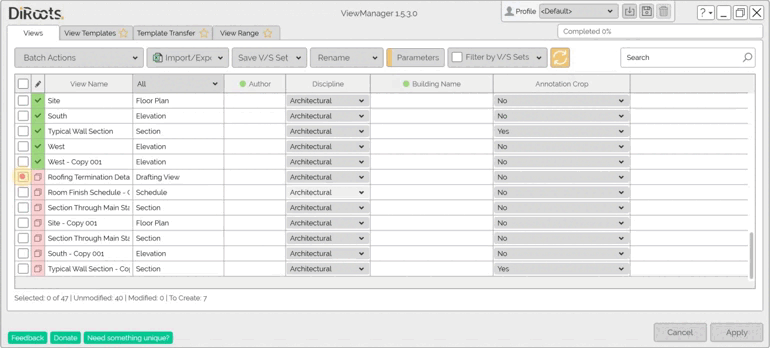 DiRoots. ViewManager 1.5.3.0 Profile <Default> ?
Completed 0%
Views View Templates Template Transfer View Range
Batch Actions Import/Expo Save V/S Set Rename Parameters Filter by V/S Sets Search
View Name All Author Discipline Building Name Annotation Crop
Site Floor Plan Architectural No
South Elevation Architectural No
Typical Wall Section Section Architectural Yes
West Elevation Architectural No
West - Copy 001 Elevation Architectural No
Roofing Termination Deta Drafting View Architectural No
Room Finish Schedule - C Schedule Architectural No
Section Through Main Sta Section Architectural No
Site - Copy 001 Floor Plan Architectural No
Section Through Main Sta Section Architectural No
South - Copy 001 Elevation Architectural No
Typical Wall Section - Cop Section Architectural Yes
Selected: 0 of 47 | Unmodified: 40 | Modified: 0 | To Create: 7
Feedback Donate Need something unique? Cancel Apply